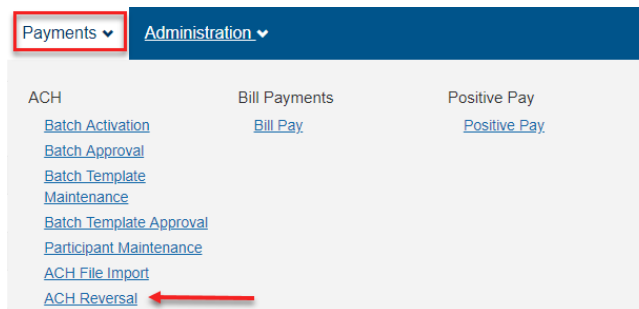 Payments Administration
ACH Bill Payments Positive Pay
Batch Activation Bill Pay Positive Pay
Batch Approval
Batch Template
Maintenance
Batch Template Approval
Participant Maintenance
ACH File Import
ACH Reversal